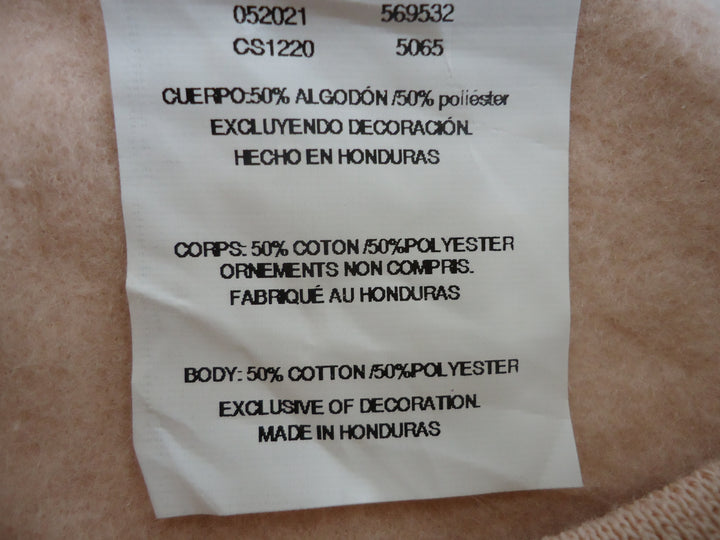 052021 569532
CS1220 5065
CUERPO:50% ALGODÓN /50% poliéster
EXCLUYENDO DECORACIÓN.
HECHO EN HONDURAS
CORPS: 50% COTON /50%POLYESTER
ORNEMENTS NON COMPRIS.
FABRIQUÉ AU HONDURAS
BODY: 50% COTTON /50%POLYESTER
EXCLUSIVE OF DECORATION.
MADE IN HONDURAS